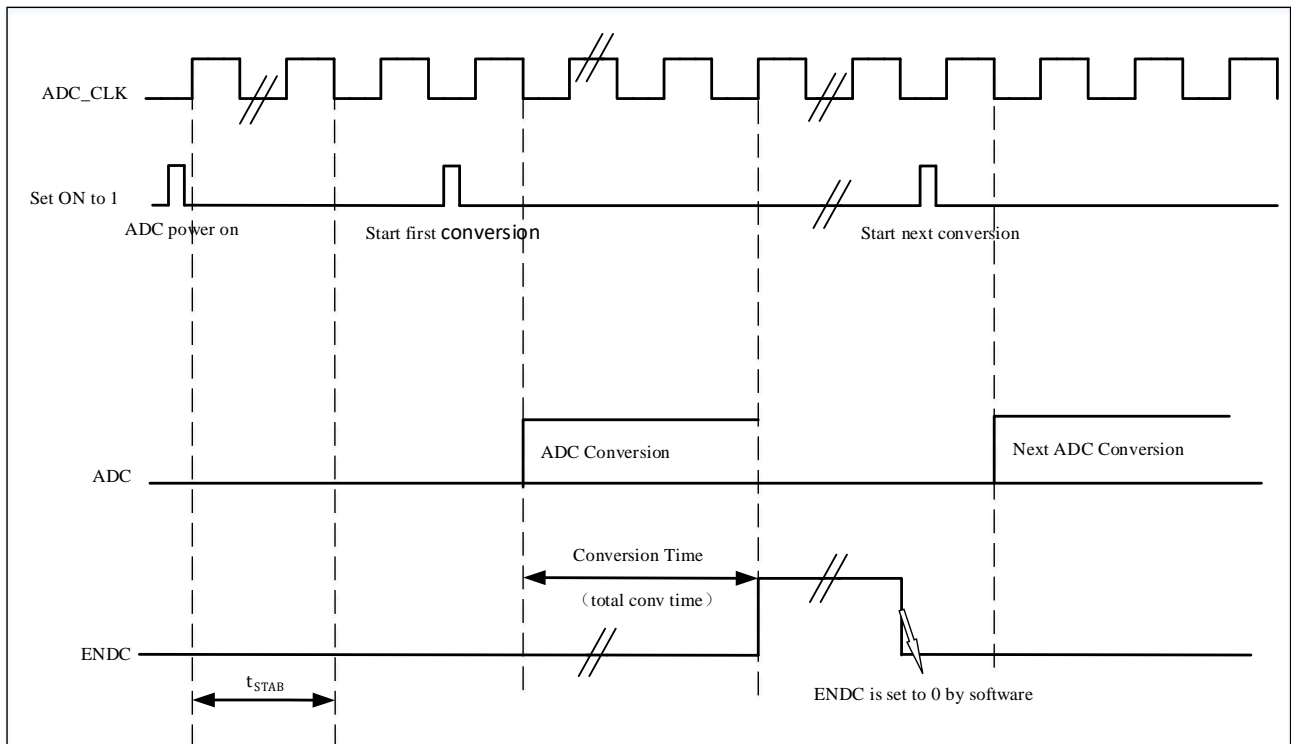 ADC_CLK
Set ON to 1
ADC power on
Start first conversion
Start next conversion
ADC Conversion
Next ADC Conversion
ADC
Conversion Time
（total conv time）
ENDC
tSTAB
ENDC is set to 0 by software